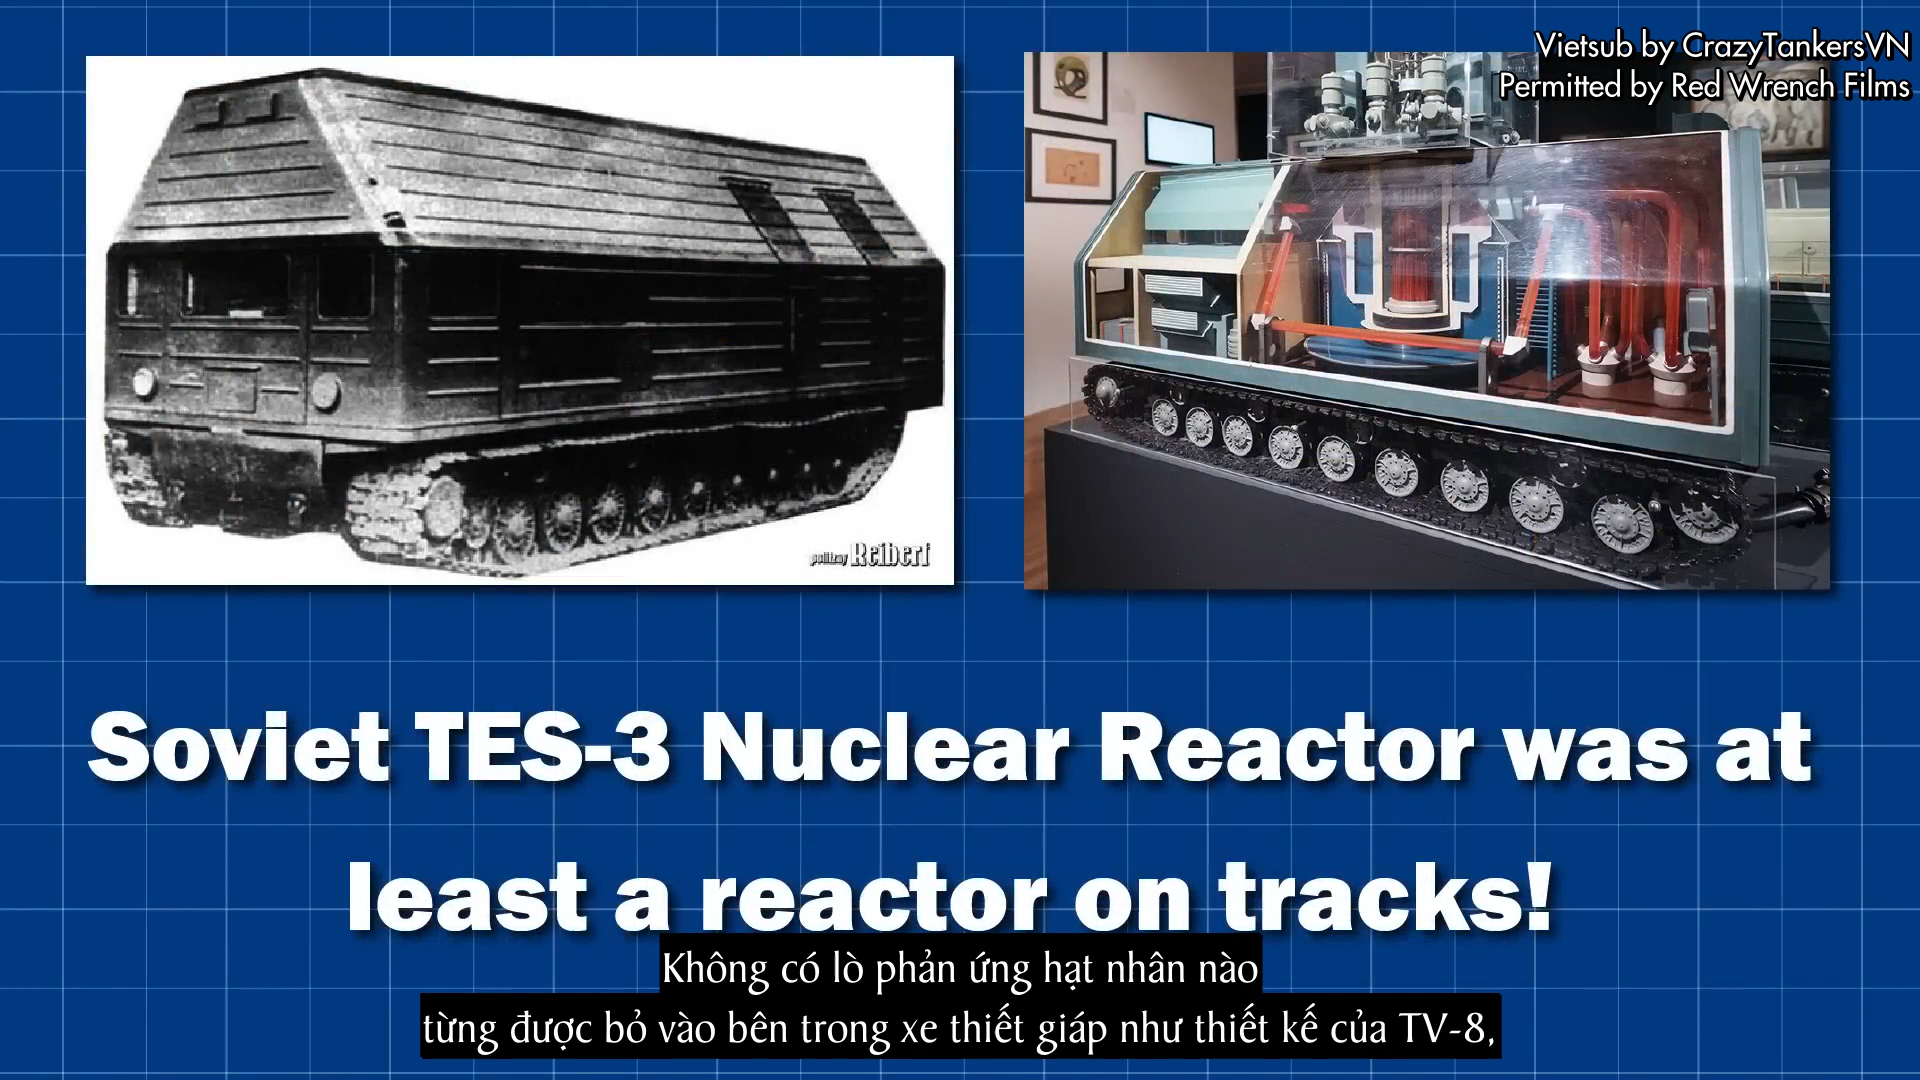 Vietsub by CrazyTankersVN
Permitted by Red Wrench Films
politzny Reibert
Soviet TES-3 Nuclear Reactor was at
least a reactor on tracks!
Không có lò phản ứng hạt nhân nào
từng được bỏ vào bên trong xe thiết giáp như thiết kế của TV-8,